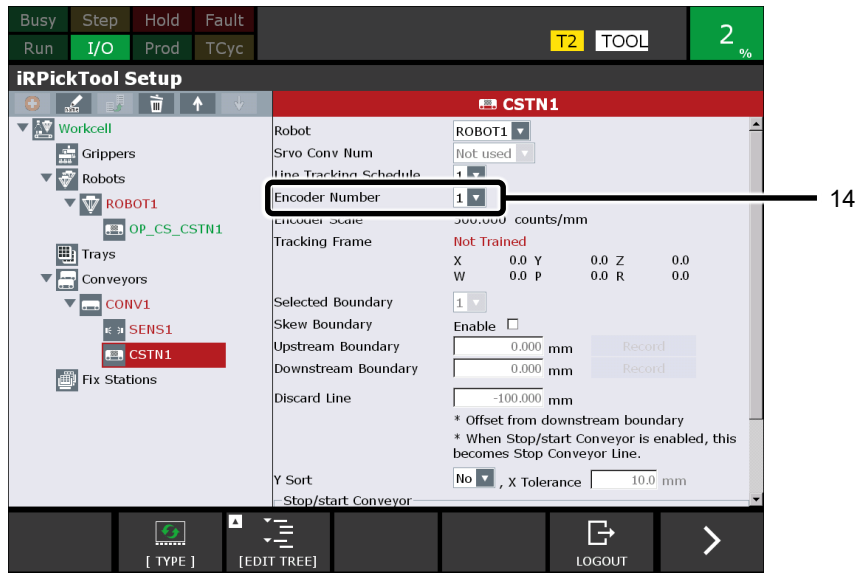 Busy Step Hold Fault
Run I/O Prod TCyc
T2 TOOL
2 %
iRPickTool Setup
CSTN1
Workcell
Grippers
Robots
ROBOT1
OP_CS_CSTN1
Trays
Conveyors
CONV1
SENS1
CSTN1
Fix Stations
Robot ROBOT1
Srvo Conv Num Not used
Line Tracking Schedule 1
Encoder Number 1
14
Encoder Scale 500.000 counts/mm
Tracking Frame Not Trained
X 0.0 Y 0.0 Z 0.0
W 0.0 P 0.0 R 0.0
Selected Boundary 1
Skew Boundary Enable
Upstream Boundary 0.000 mm Record
Downstream Boundary 0.000 mm Record
Discard Line -100.000 mm
* Offset from downstream boundary
* When Stop/start Conveyor is enabled, this
becomes Stop Conveyor Line.
Y Sort No , X Tolerance 10.0 mm
Stop/start Conveyor
[ TYPE ] [EDIT TREE] LOGOUT